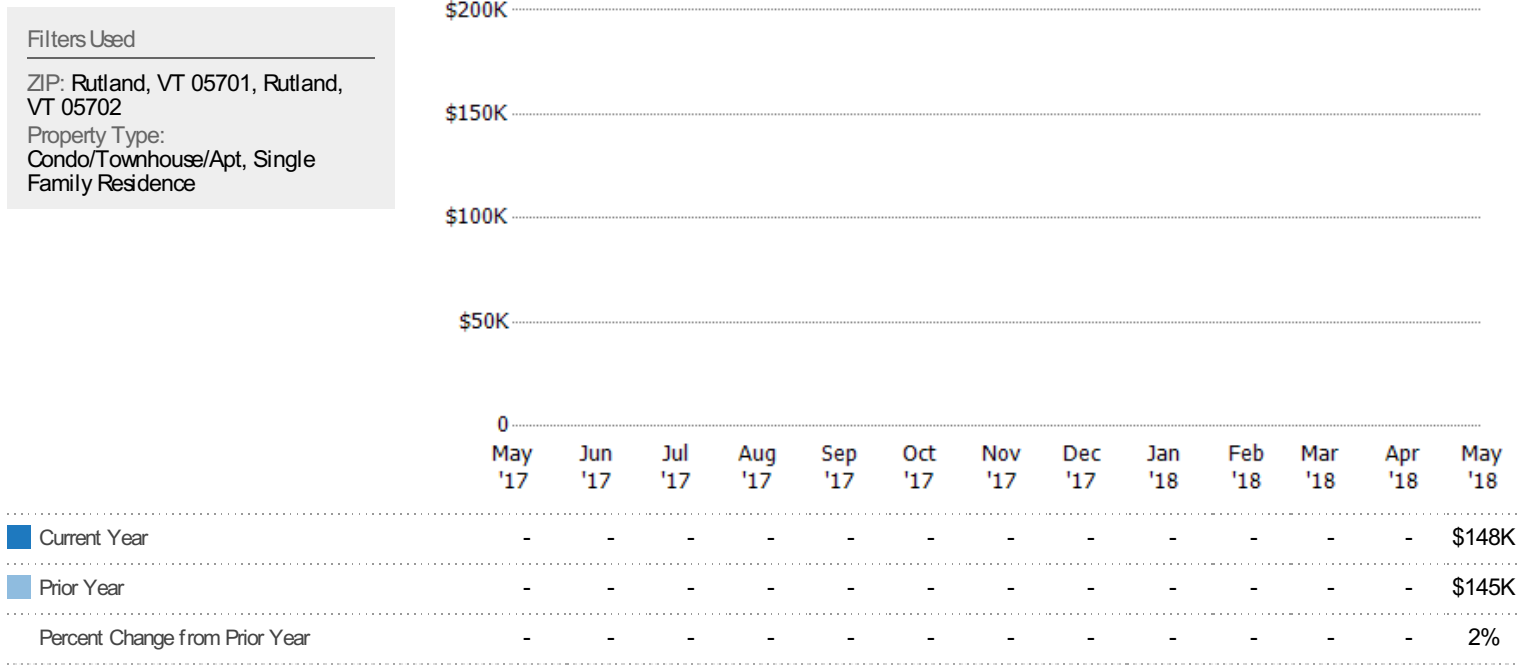 Filters Used
ZIP: Rutland, VT 05701, Rutland,
VT 05702
Property Type:
Condo/Townhouse/Apt, Single
Family Residence
$200K
$150K
$100K
$50K
0
May Jun Jul Aug Sep Oct Nov Dec Jan Feb Mar Apr May
'17 '17 '17 '17 '17 '17 '17 '17 '18 '18 '18 '18 '18
Current Year - - - - - - - - - - - - $148K
Prior Year - - - - - - - - - - - - $145K
Percent Change from Prior Year - - - - - - - - - - - - 2%